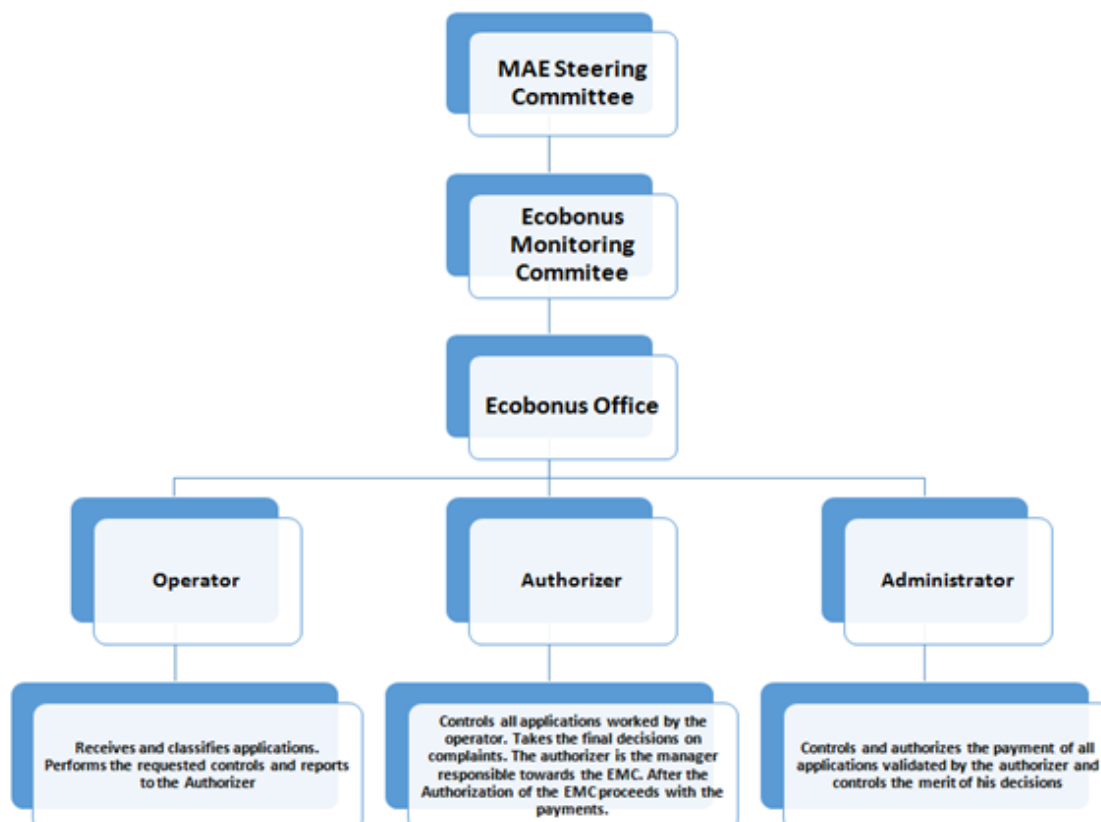 MAE Steering
Committee
Ecobonus
Monitoring
Commitee
Ecobonus Office
Operator
Authorizer
Administrator
Receives and classifies applications.
Performs the requested controls and reports
to the Authorizer
Controls all applications worked by the
operator. Takes the final decisions on
complaints. The authorizer is the manager
responsible towards the EMC. After the
Authorization of the EMC proceeds with the
payments.
Controls and authorizes the payment of all
applications validated by the authorizer and
controls the merit of his decisions